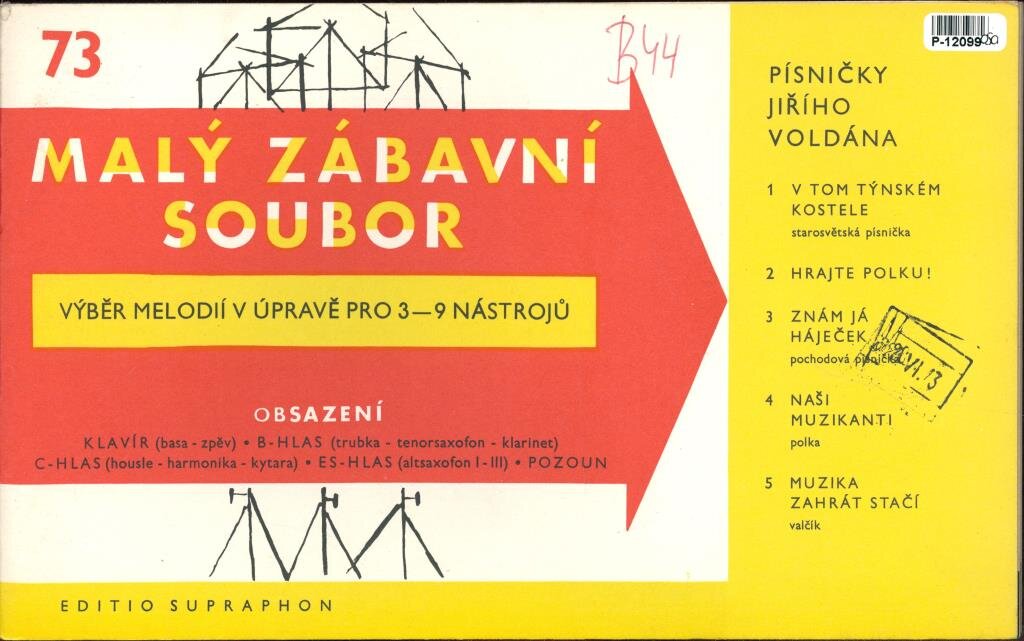 73
B44
MALÝ ZÁBAVNÍ
SOUBOR
VÝBĚR MELODIÍ V ÚPRAVĚ PRO 3—9 NÁSTROJŮ
OBSAZENÍ
KLAVÍR (basa - zpěv) • B-HLAS (trubka - tenorsaxofon - klarinet)
C-HLAS (housle - harmonika - kytara) • ES-HLAS (altsaxofon I - III) • POZOUN
EDITIO SUPRAPHON
P-12099
PÍSNIČKY
JIŘÍHO
VOLDÁNA
1 V TOM TÝNSKÉM
KOSTELE
starosvětská písnička
2 HRAJTE POLKU!
3 ZNÁM JÁ
HÁJEČEK
pochodová písnička
4 NAŠI
MUZIKANTI
polka
5 MUZIKA
ZAHRÁT STAČÍ
valčík